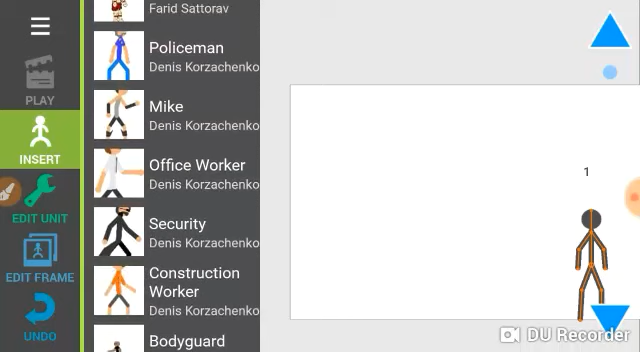 Farid Sattorav
PLAY
INSERT
EDIT UNIT
EDIT FRAME
UNDO
Policeman
Denis Korzachenko
Mike
Denis Korzachenko
Office Worker
Denis Korzachenko
Security
Denis Korzachenko
Construction
Worker
Denis Korzachenko
Bodyguard
1
DU Recorder